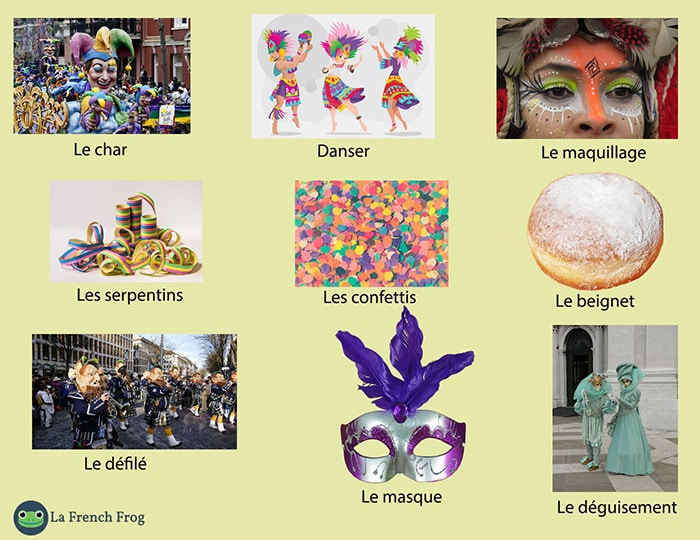 Le char
Danser
Le maquillage
Les serpentins
Les confettis
Le beignet
Le défilé
Le masque
Le déguisement
La French Frog